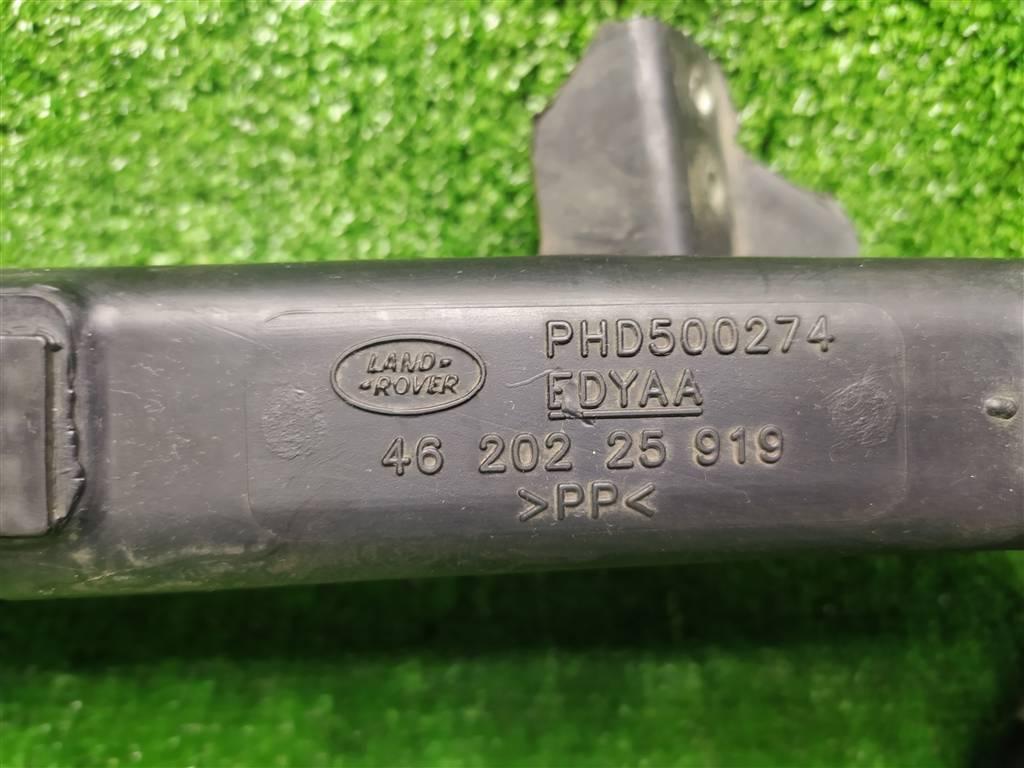 LAND-
-ROVER
PHD500274
EDYAA
46 202 25 919
>PP<